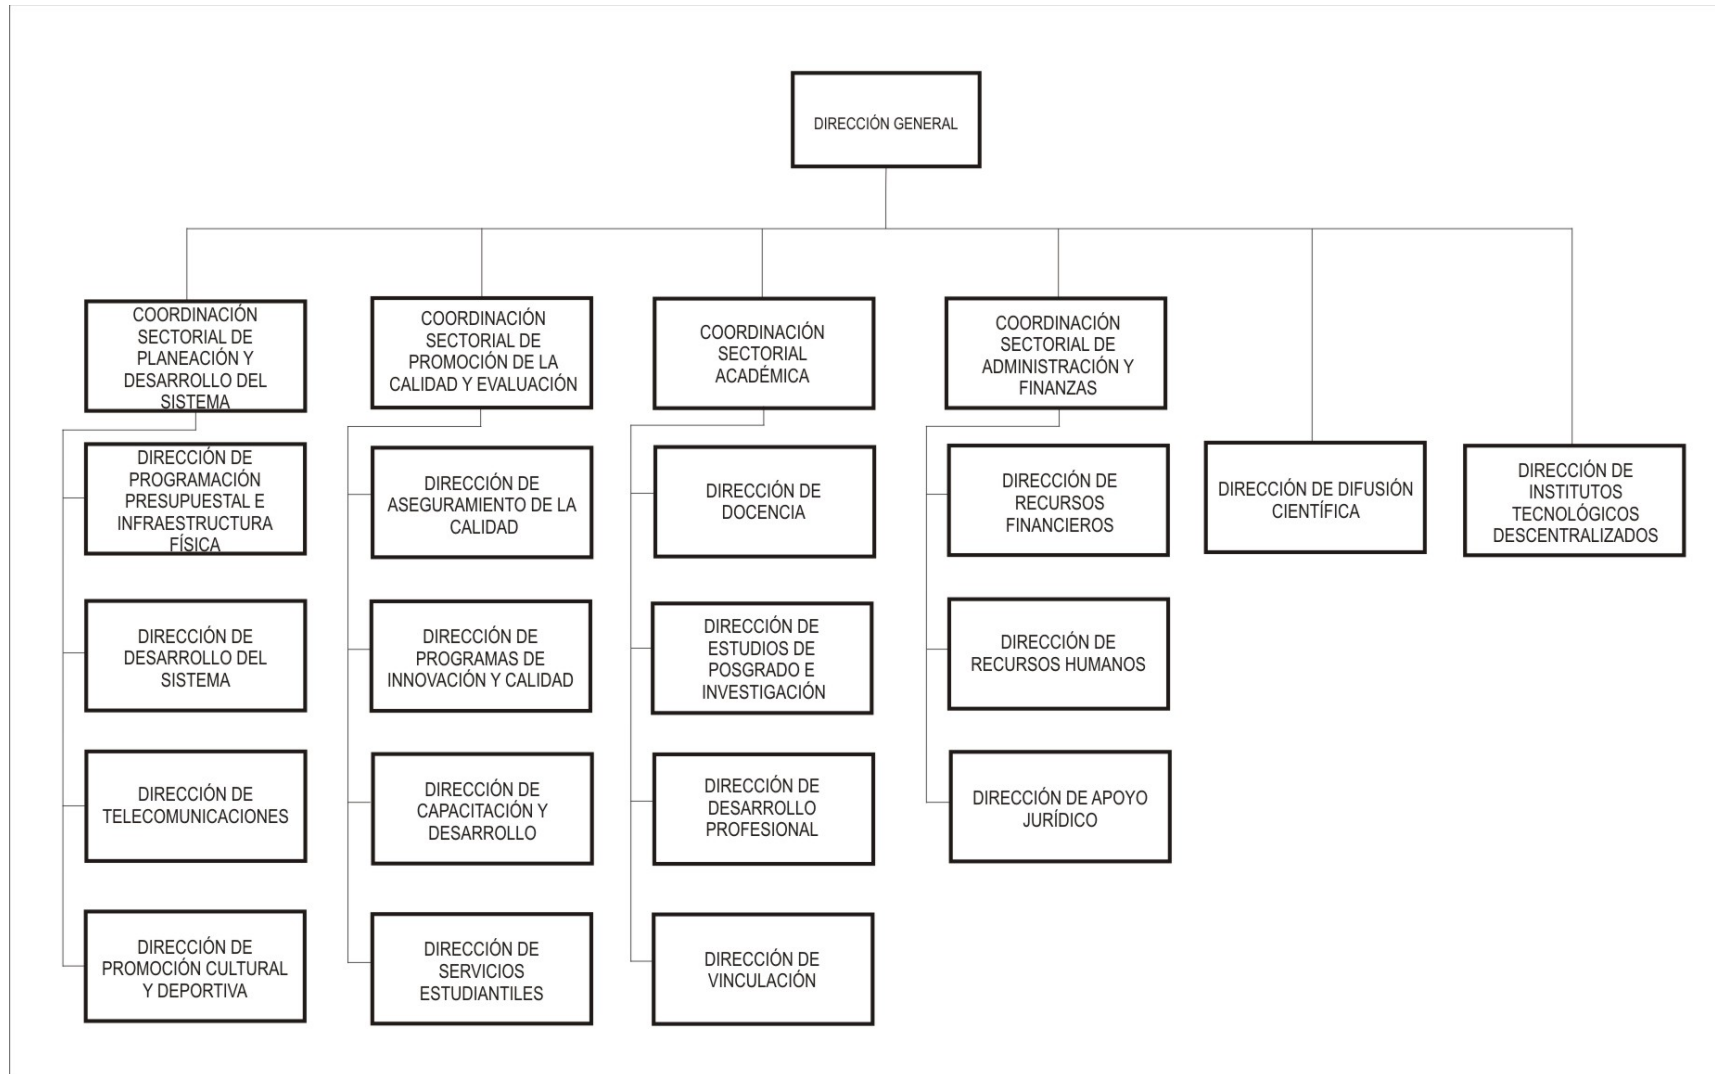 DIRECCIÓN GENERAL
COORDINACIÓN
SECTORIAL DE
PLANEACIÓN Y
DESARROLLO DEL
SISTEMA
DIRECCIÓN DE
PROGRAMACIÓN
PRESUPUESTAL E
INFRAESTRUCTURA
FÍSICA
DIRECCIÓN DE
DESARROLLO DEL
SISTEMA
DIRECCIÓN DE
TELECOMUNICACIONES
DIRECCIÓN DE
PROMOCIÓN CULTURAL
Y DEPORTIVA
COORDINACIÓN
SECTORIAL DE
PROMOCIÓN DE LA
CALIDAD Y EVALUACIÓN
DIRECCIÓN DE
ASEGURAMIENTO DE LA
CALIDAD
DIRECCIÓN DE
PROGRAMAS DE
INNOVACIÓN Y CALIDAD
DIRECCIÓN DE
CAPACITACIÓN Y
DESARROLLO
DIRECCIÓN DE
SERVICIOS
ESTUDIANTILES
COORDINACIÓN
SECTORIAL
ACADÉMICA
DIRECCIÓN DE
DOCENCIA
DIRECCIÓN DE
ESTUDIOS DE
POSGRADO E
INVESTIGACIÓN
DIRECCIÓN DE
DESARROLLO
PROFESIONAL
DIRECCIÓN DE
VINCULACIÓN
COORDINACIÓN
SECTORIAL DE
ADMINISTRACIÓN Y
FINANZAS
DIRECCIÓN DE
RECURSOS
FINANCIEROS
DIRECCIÓN DE
RECURSOS HUMANOS
DIRECCIÓN DE APOYO
JURÍDICO
DIRECCIÓN DE DIFUSIÓN
CIENTÍFICA
DIRECCIÓN DE
INSTITUTOS
TECNOLÓGICOS
DESCENTRALIZADOS